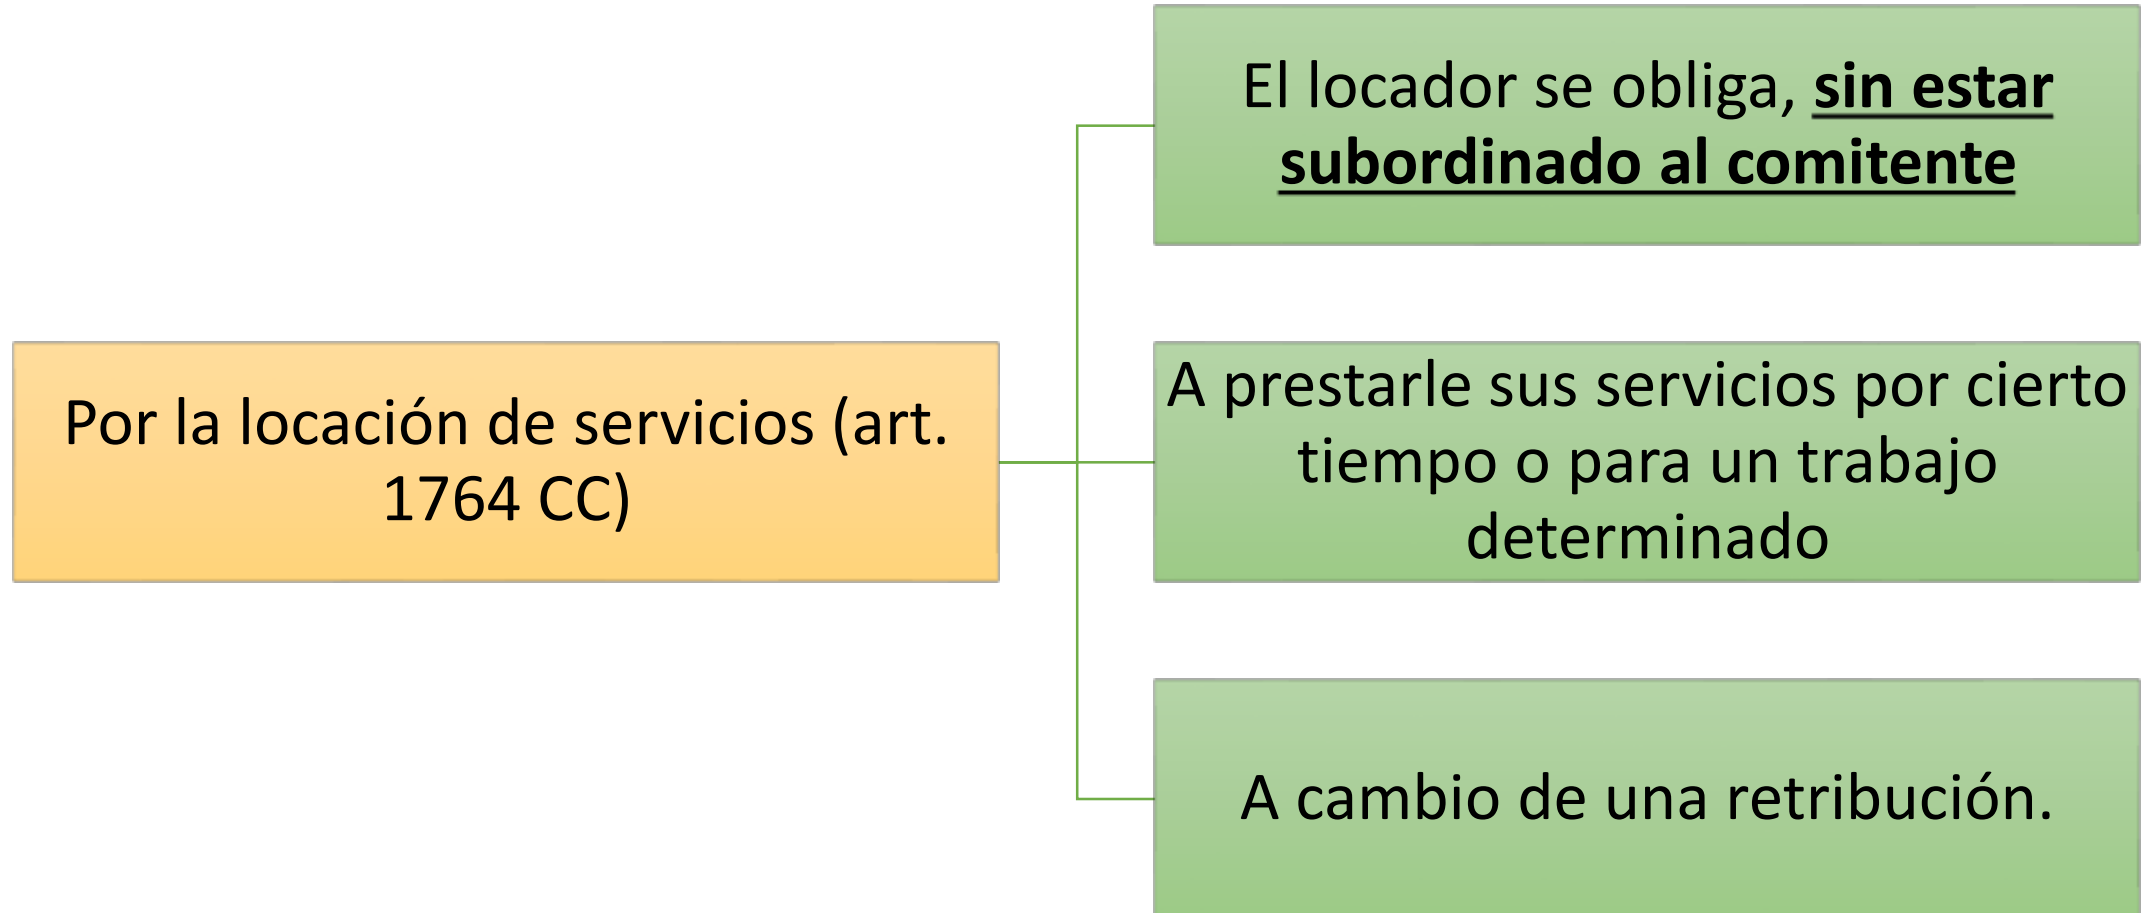 El locador se obliga, sin estar
subordinado al comitente
Por la locación de servicios (art.
1764 CC)
A prestarle sus servicios por cierto
tiempo o para un trabajo
determinado
A cambio de una retribución.